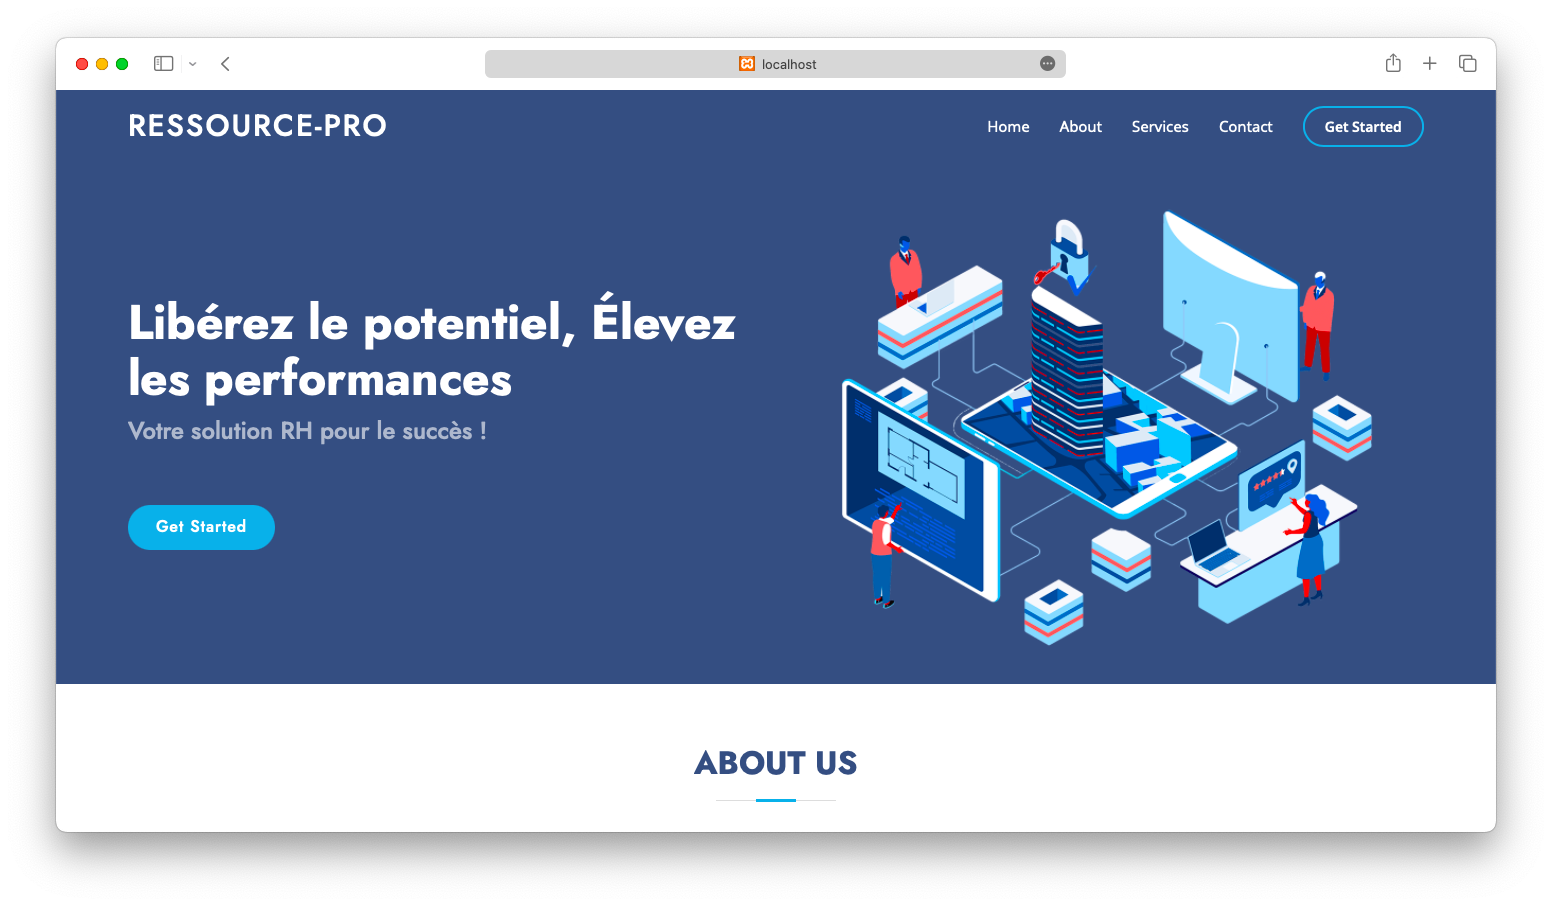 localhost
RESSOURCE-PRO
Home About Services Contact Get Started
Libérez le potentiel, Élevez
les performances
Votre solution RH pour le succès !
Get Started
ABOUT US